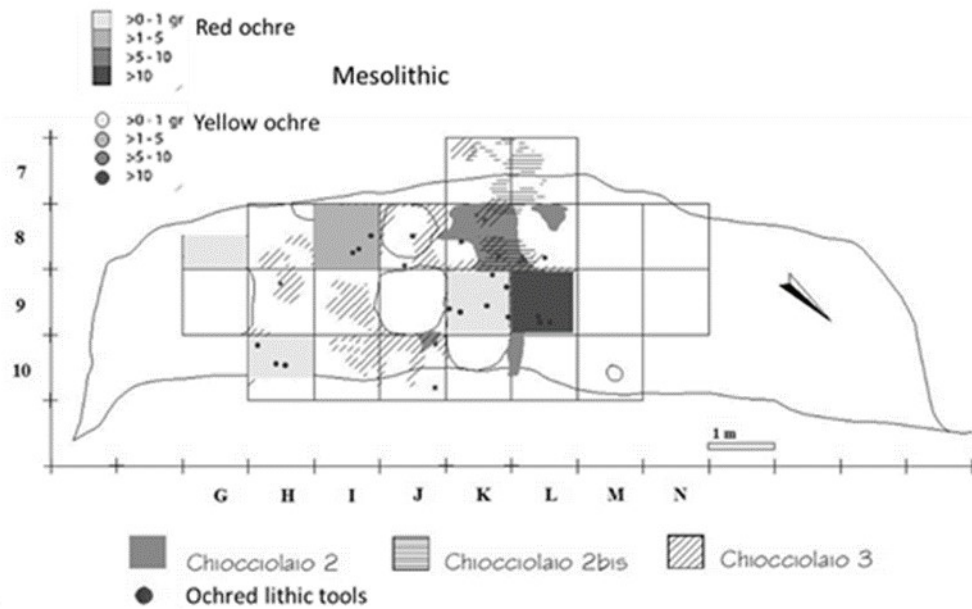 >0 - 1 gr Red ochre
>1 - 5
>5 - 10
>10
Mesolithic
>0 - 1 gr Yellow ochre
>1 - 5
>5 - 10
>10
7
8
9
10
1 m
G H I J K L M N
Chiocciolaio 2 Chiocciolaio 2bis Chiocciolaio 3
Ochred lithic tools